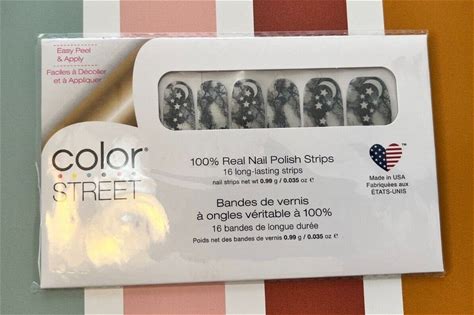 Easy Peel
& Apply
Faciles à Décoller
et à Appliquer
color
STREET
100% Real Nail Polish Strips
16 long-lasting strips
nail strips net wt 0.99 g / 0.035 oz e
Bandes de vernis
à ongles véritable à 100%
16 bandes de longue durée
Poids net des bandes de vernis 0.99 g / 0.035 oz e
TM
Made in USA
Fabriquées aux
ÉTATS-UNIS